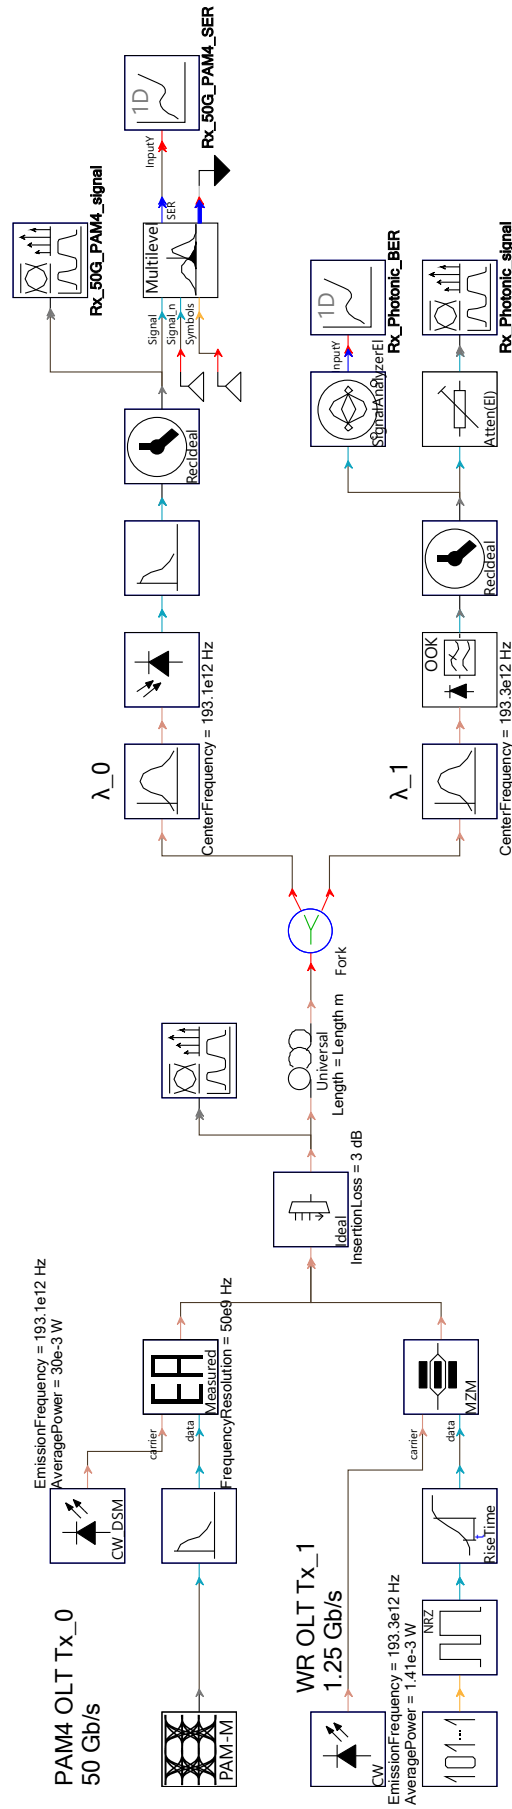 PAM4 OLT Tx_0
50 Gb/s
PAM-M
EmissionFrequency = 193.1e12 Hz
AveragePower = 30e-3 W
CW_DSM
carrier
data
EA
Measured
FrequencyResolution = 50e9 Hz
WR OLT Tx_1
1.25 Gb/s
CW
EmissionFrequency = 193.3e12 Hz
AveragePower = 1.41e-3 W
101...1
NRZ
RiseTime
t
carrier
data
MZM
Ideal
InsertionLoss = 3 dB
Universal
Length = Length m
Fork
λ_0
CenterFrequency = 193.1e12 Hz
RecIdeal
Rx_50G_PAM4_signal
Signal
Signal_n
Symbols
Multilevel
SER
InputY
1D
Rx_50G_PAM4_SER
λ_1
CenterFrequency = 193.3e12 Hz
OOK
RecIdeal
SignalAnalyzerEl
InputY
1D
Rx_Photonic_BER
Atten(El)
Rx_Photonic_signal